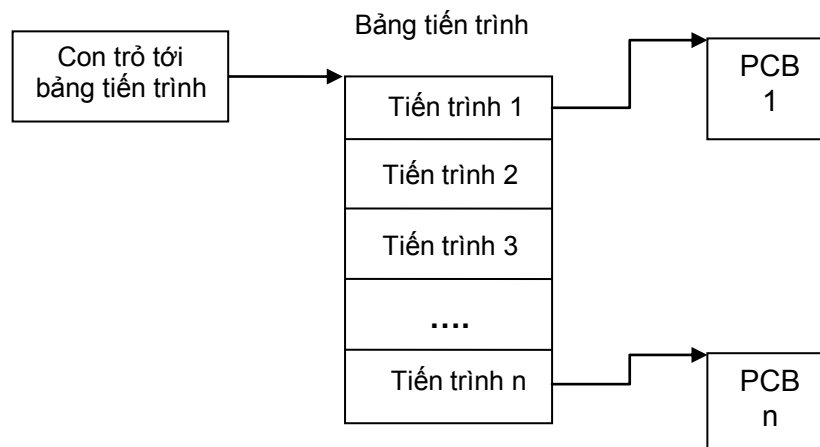 Bảng tiến trình
Con trỏ tới
bảng tiến trình
Tiến trình 1
Tiến trình 2
Tiến trình 3
....
Tiến trình n
PCB
1
PCB
n